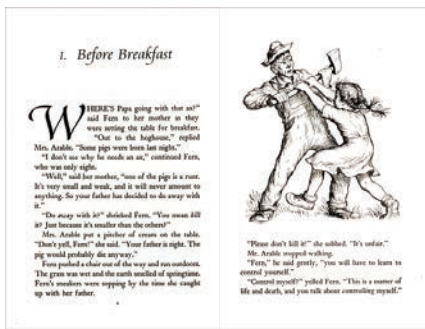 1. Before Breakfast
WHERE'S Papa going with that ax?"
said Fern to her mother as they
were setting the table for breakfast.
"Out to the hoghouse," replied
Mrs. Arable. "Some pigs were born last night."
"I don't see why he needs an ax," continued Fern,
who was only eight.
"Well," said her mother, "one of the pigs is a runt.
It's very small and weak, and it will never amount to
anything. So your father has decided to do away with
it."
"Do away with it?" shrieked Fern. "You mean kill
it? Just because it's smaller than the others?"
Mrs. Arable put a pitcher of cream on the table.
"Don't yell, Fern!" she said. "Your father is right. The
pig would probably die anyway."
Fern pushed a chair out of the way and ran outdoors.
The grass was wet and the earth smelled of springtime.
Fern's sneakers were sopping by the time she caught
up with her father.
"Please don't kill it!" she sobbed. "It's unfair."
Mr. Arable stopped walking.
"Fern," he said gently, "you will have to learn to
control yourself."
"Control myself?" yelled Fern. "This is a matter of
life and death, and you talk about controlling myself."